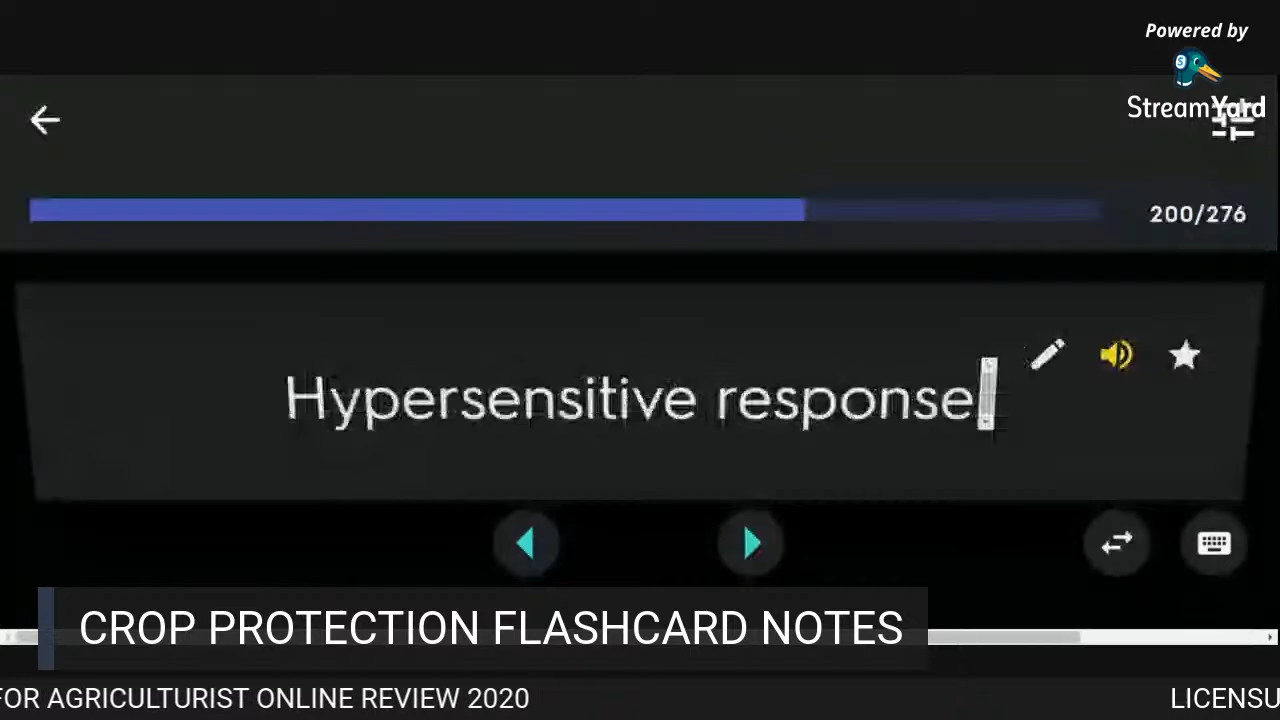 Powered by
StreamYard
200/276
Hypersensitive response
CROP PROTECTION FLASHCARD NOTES
FOR AGRICULTURIST ONLINE REVIEW 2020
LICENSU